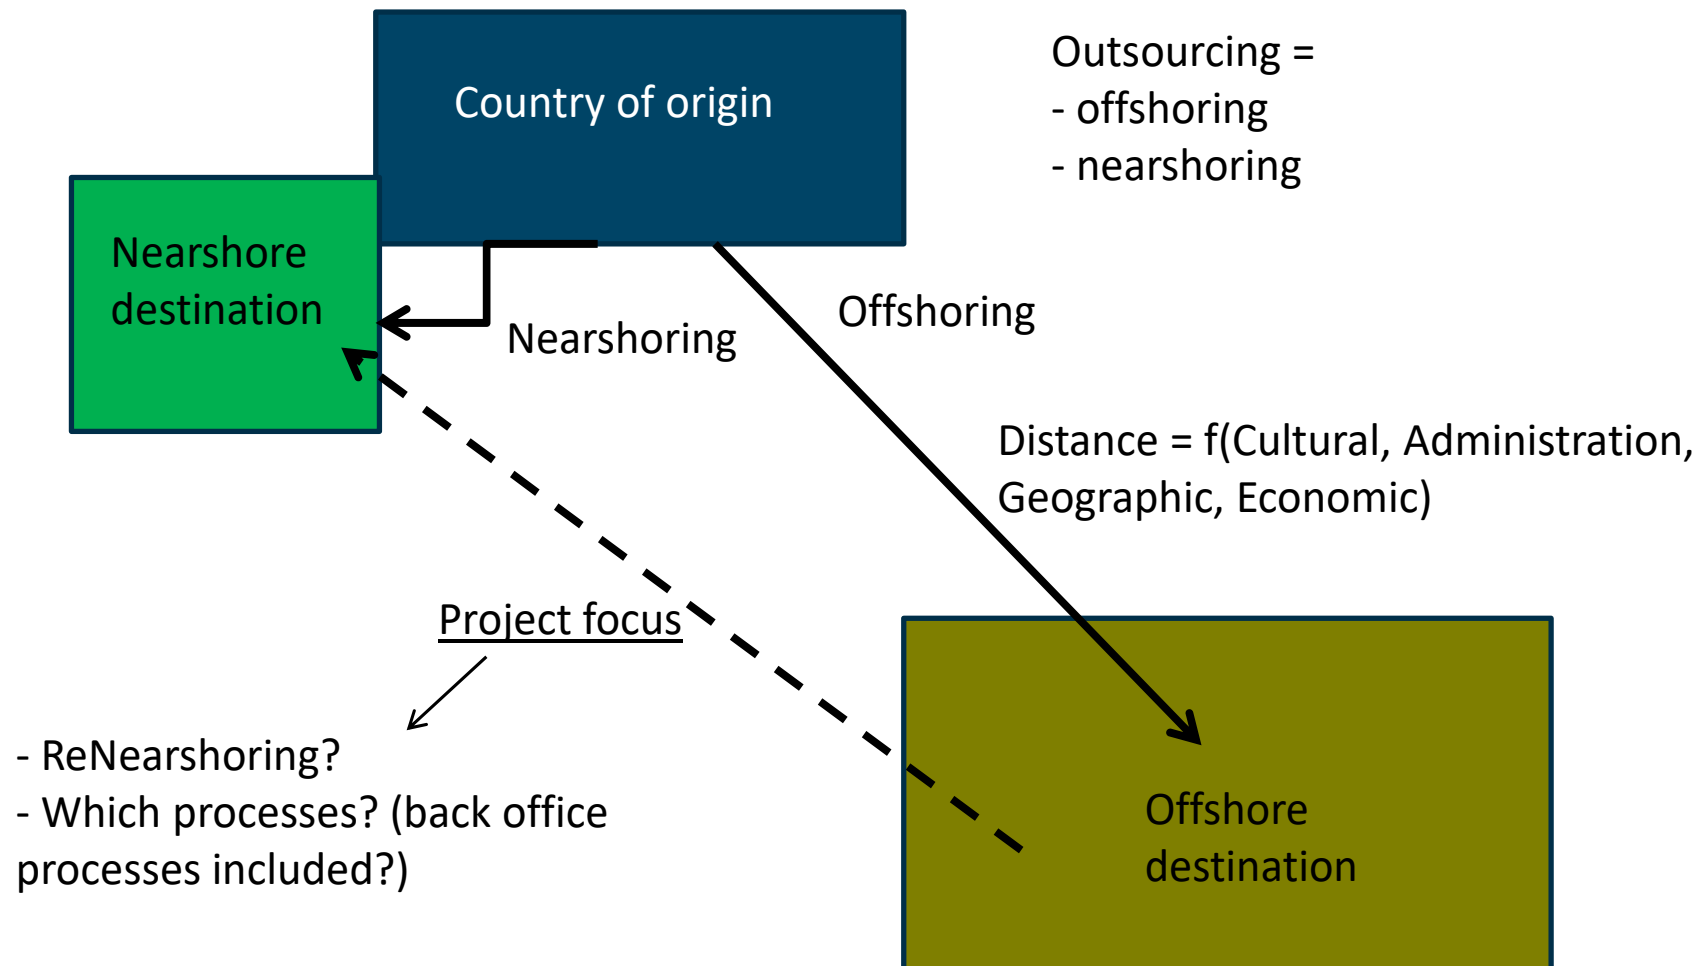 Country of origin
Outsourcing =
- offshoring
- nearshoring
Nearshore
destination
Nearshoring
Offshoring
Distance = f(Cultural, Administration,
Geographic, Economic)
Project focus
- ReNearshoring?
- Which processes? (back office
processes included?)
Offshore
destination